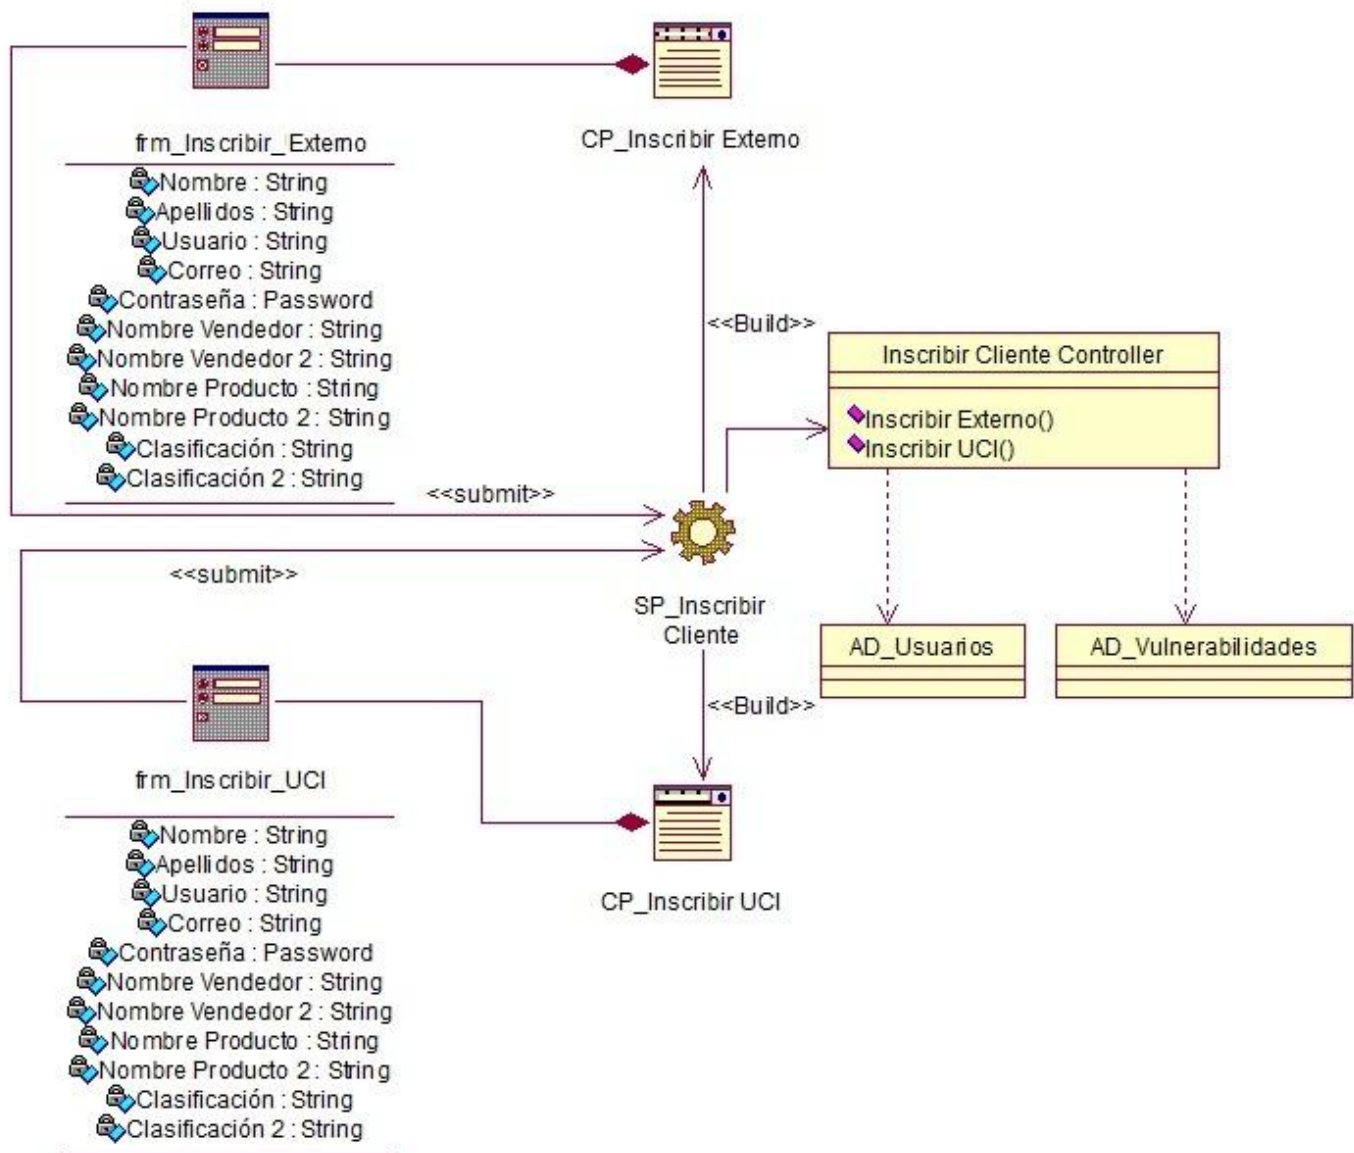 frm_Inscribir_Externo
Nombre : String
Apellidos : String
Usuario : String
Correo : String
Contraseña : Password
Nombre Vendedor : String
Nombre Vendedor 2 : String
Nombre Producto : String
Nombre Producto 2 : String
Clasificación : String
Clasificación 2 : String
CP_Inscribir Externo
<<Build>>
Inscribir Cliente Controller
Inscribir Externo()
Inscribir UCI()
<<submit>>
<<submit>>
SP_Inscribir
Cliente
AD_Usuarios
AD_Vulnerabilidades
<<Build>>
frm_Inscribir_UCI
Nombre : String
Apellidos : String
Usuario : String
Correo : String
Contraseña : Password
Nombre Vendedor : String
Nombre Vendedor 2 : String
Nombre Producto : String
Nombre Producto 2 : String
Clasificación : String
Clasificación 2 : String
CP_Inscribir UCI